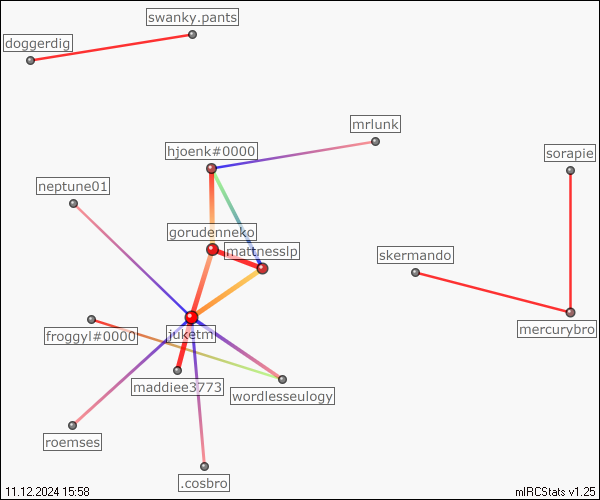 swanky.pants
doggerdig
mrlunk
hjoenk#0000
sorapie
neptune01
gorudenneko
mattnesslp
skermando
juketm
froggyl#0000
mercurybro
maddiee3773
wordlesseulogy
roemses
.cosbro
11.12.2024 15:58
mIRCStats v1.25